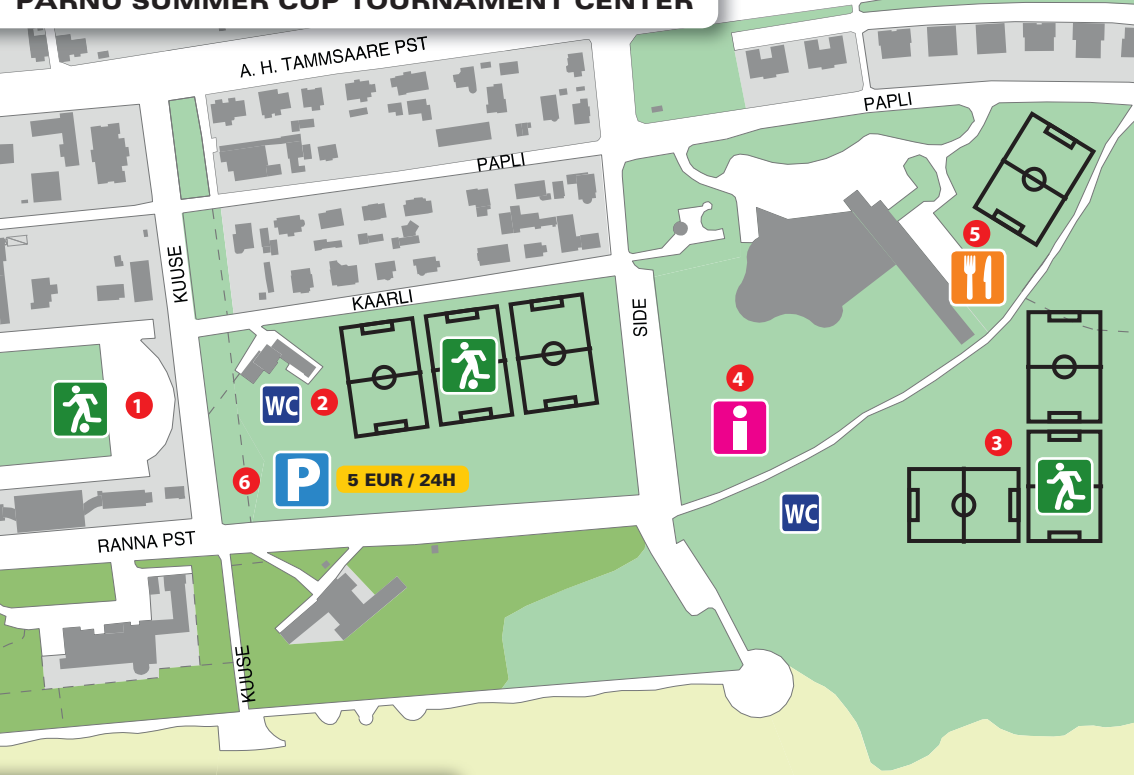 PÄRNU SUMMER CUP TOURNAMENT CENTER
A. H. TAMMSAARE PST
PAPLI
PAPLI
KUUSE
KAARLI
SIDE
5
4
1
WC
2
3
6
P
5 EUR / 24H
i
WC
RANNA PST
KUUSE